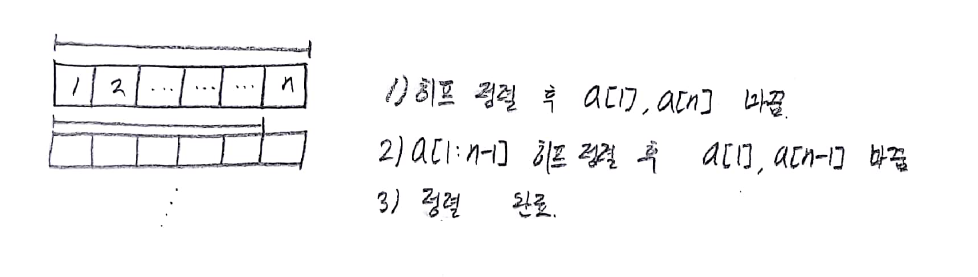 1 2 ... ... ... n
1) 히프 정렬 후 a[1], a[n] 바꿈.
2) a[1:n-1] 히프 정렬 후 a[1], a[n-1] 바꿈
3) 정렬 완료.